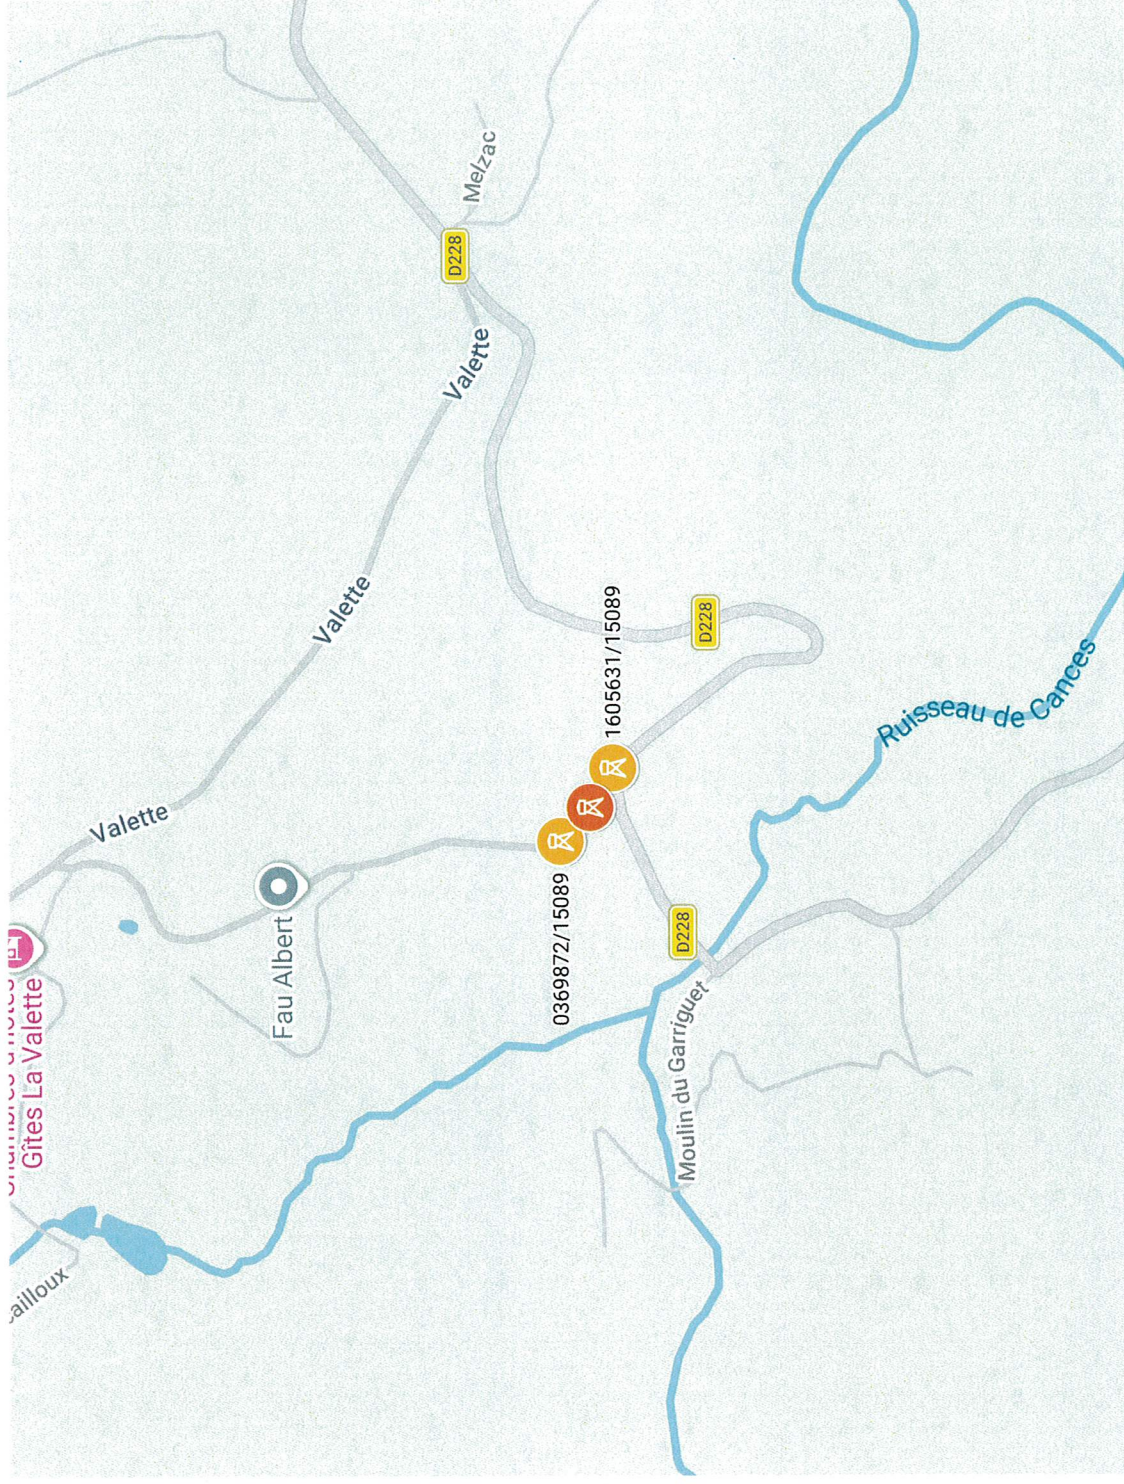 Gîtes La Valette
Valette
Fau Albert
Valette
Valette
D228
Melzac
0369872/15089
1605631/15089
D228
D228
Moulin du Garriguet
Ruisseau de Cances